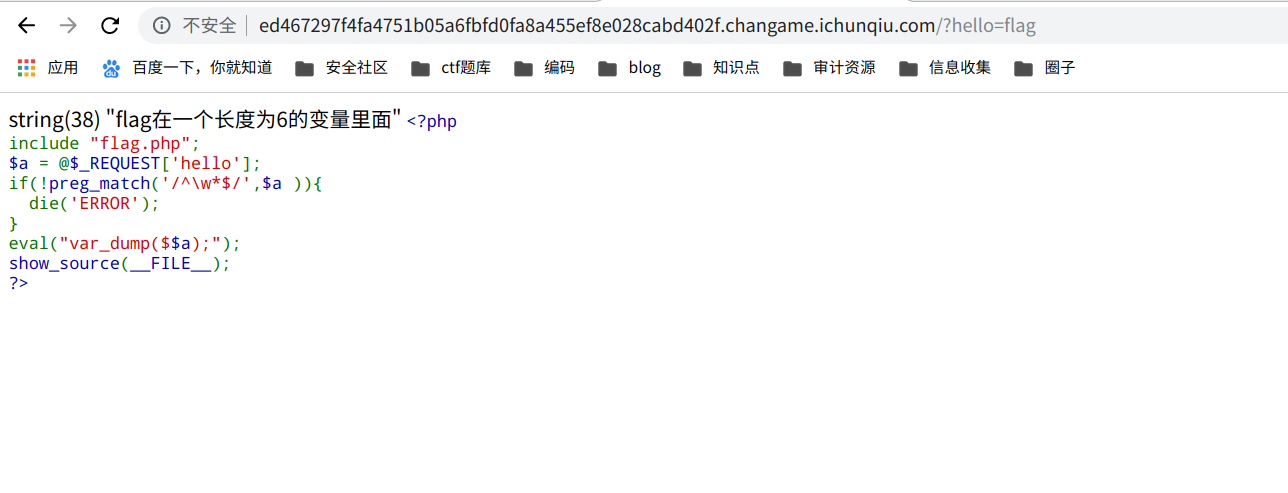 不安全 ed467297f4fa4751b05a6fbfd0fa8a455ef8e028cabd402f.changame.ichunqiu.com/?hello=flag
应用 百度一下，你就知道 安全社区 ctf题库 编码 blog 知识点 审计资源 信息收集 圈子
string(38) "flag在一个长度为6的变量里面" <?php
include "flag.php";
$a = @$_REQUEST['hello'];
if(!preg_match('/^\w*$/',$a )){
  die('ERROR');
}
eval("var_dump($$a);");
show_source(__FILE__);
?>